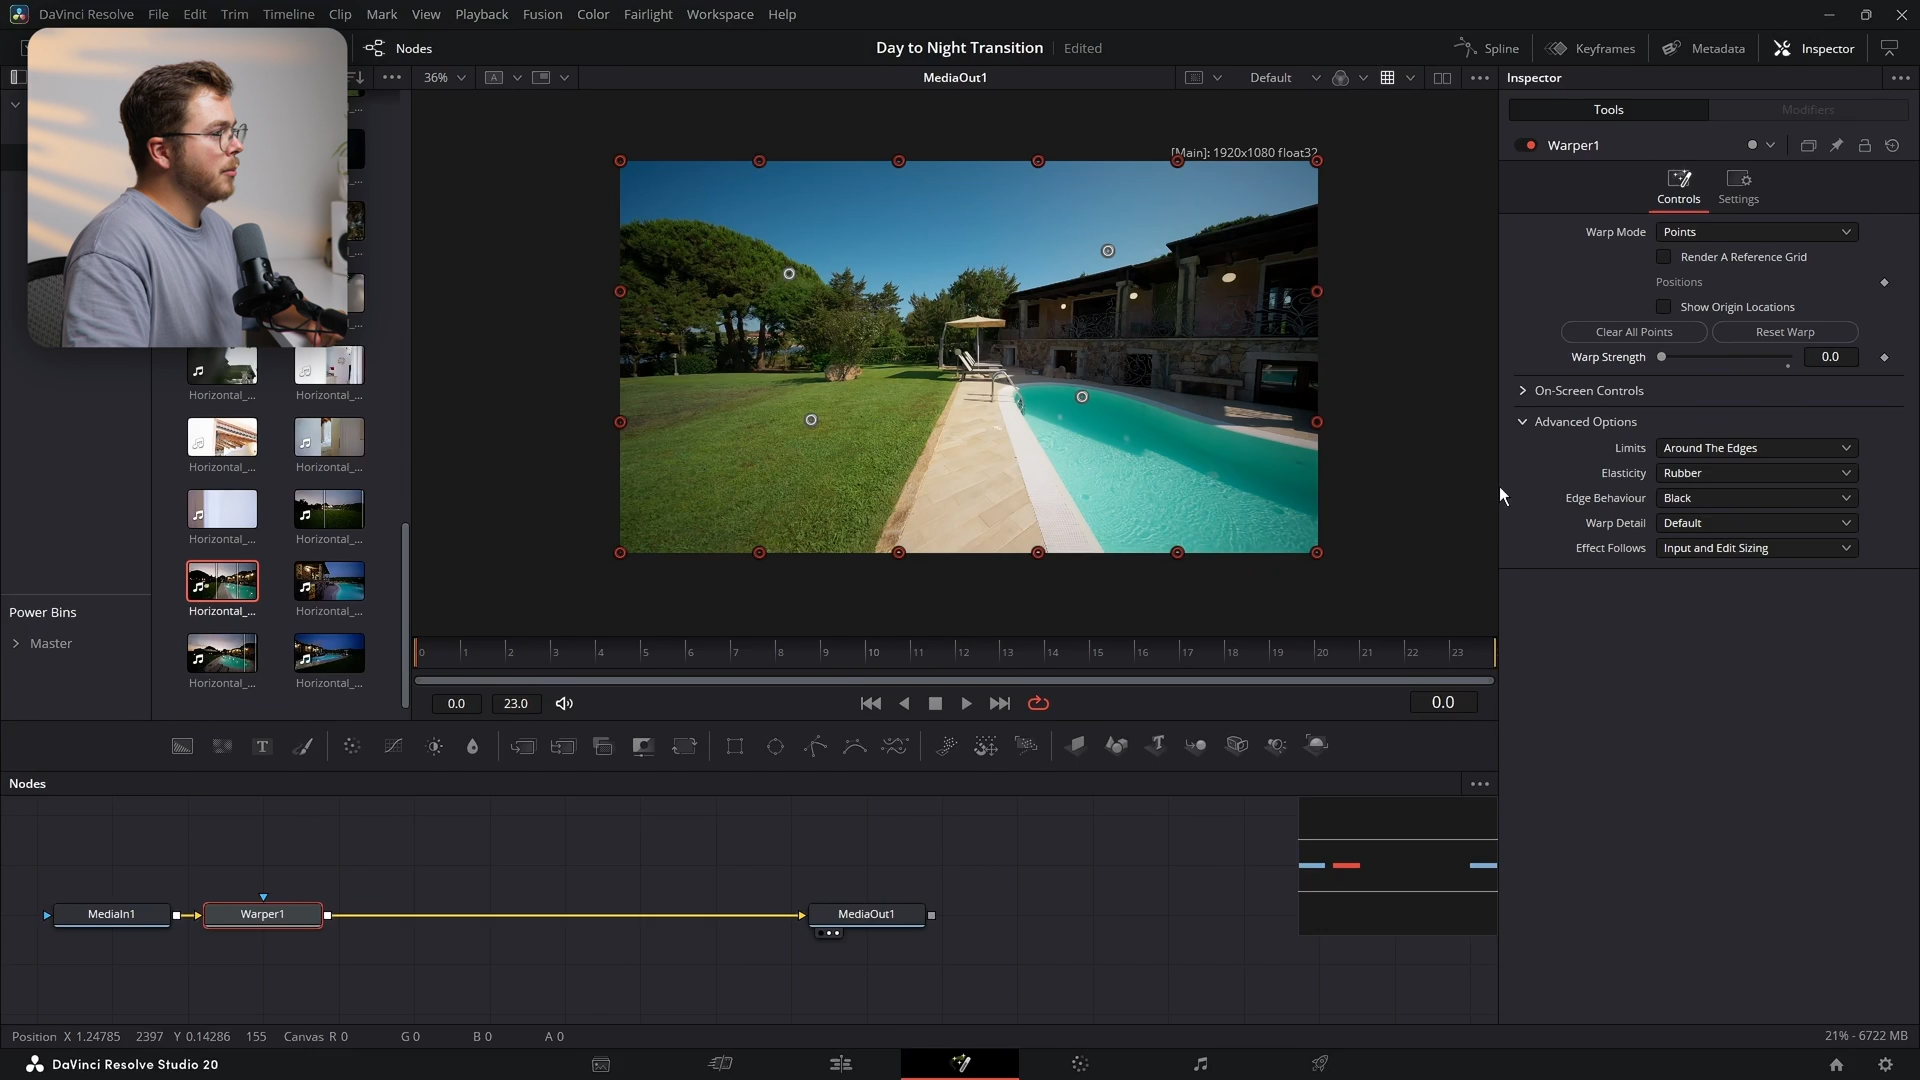 DaVinci Resolve File Edit Trim Timeline Clip Mark View Playback Fusion Color Fairlight Workspace Help
Nodes
Day to Night Transition Edited
Spline Keyframes Metadata Inspector
36%
MediaOut1
Default
Inspector
Tools
Modifiers
[Main]: 1920x1080 float32
Warper1
Controls
Settings
Warp Mode Points
Render A Reference Grid
Positions
Show Origin Locations
Clear All Points
Reset Warp
Warp Strength 0.0
On-Screen Controls
Advanced Options
Limits Around The Edges
Elasticity Rubber
Edge Behaviour Black
Warp Detail Default
Effect Follows Input and Edit Sizing
Horizontal_... Horizontal_...
Horizontal_... Horizontal_...
Horizontal_... Horizontal_...
Horizontal_... Horizontal_...
Horizontal_... Horizontal_...
Power Bins
Master
0 1 2 3 4 5 6 7 8 9 10 11 12 13 14 15 16 17 18 19 20 21 22 23
0.0 23.0
0.0
T
Nodes
MediaIn1
Warper1
MediaOut1
Position X 1.24785 2397 Y 0.14286 155 Canvas R 0 G 0 B 0 A 0
21% - 6722 MB
DaVinci Resolve Studio 20